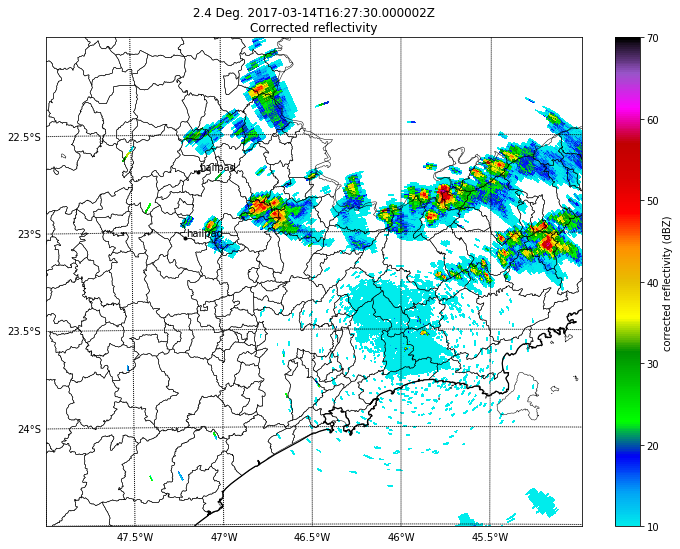 2.4 Deg. 2017-03-14T16:27:30.000002Z
Corrected reflectivity
22.5°S
23°S
23.5°S
24°S
47.5°W
47°W
46.5°W
46°W
45.5°W
hailpad
hailpad
70
60
50
40
30
20
10
corrected reflectivity (dBZ)